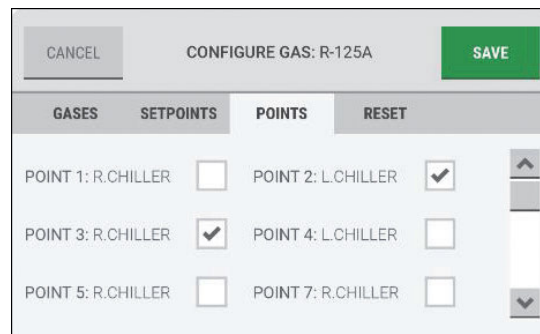 CANCEL CONFIGURE GAS: R-125A SAVE
GASES SETPOINTS POINTS RESET
POINT 1: R.CHILLER POINT 2: L.CHILLER
POINT 3: R.CHILLER POINT 4: L.CHILLER
POINT 5: R.CHILLER POINT 7: R.CHILLER